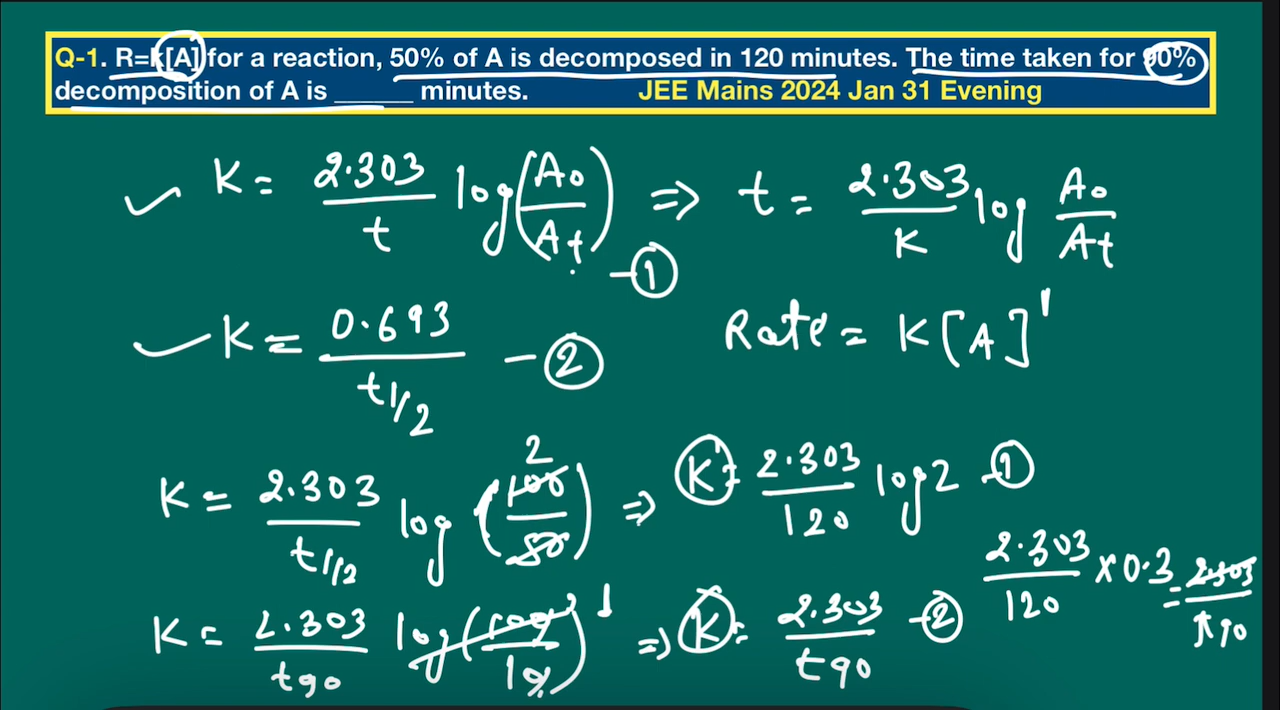 Q-1. R=k[A] for a reaction, 50% of A is decomposed in 120 minutes. The time taken for 90%
decomposition of A is ______ minutes. JEE Mains 2024 Jan 31 Evening
K = 2.303/t log(A0/At) ⇒ t = 2.303/K log A0/At
-①
K = 0.693/t1/2 -② Rate = K[A]¹
K = 2.303/t1/2 log(100/50) 2 ⇒ K = 2.303/120 log2 -①
2.303/120 × 0.3 = 2.303/t90
K = 2.303/t90 log(100/10) 1 ⇒ K = 2.303/t90 -②